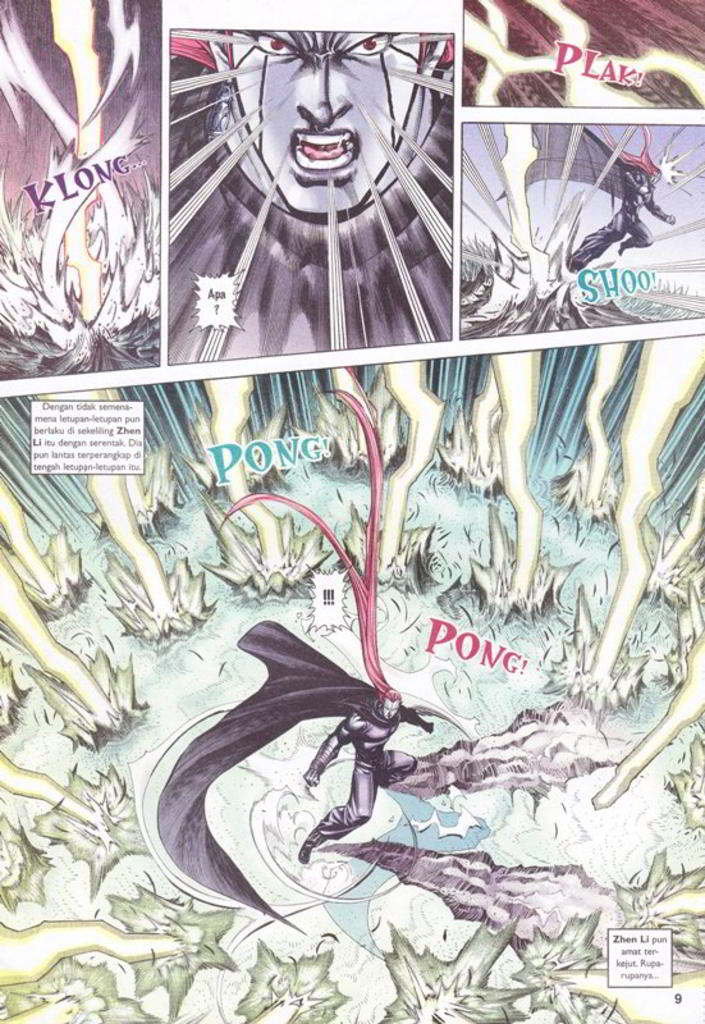 KLONG...
Apa
?
PLAK!
SHOO!
Dengan tidak semena-
mena letupan-letupan pun
berlaku di sekeliling Zhen
Li itu dengan serentak. Dia
pun lantas terperangkap di
tengah letupan-letupan itu.
PONG!
!!!
PONG!
Zhen Li pun
amat ter-
kejut. Rupa-
rupanya...
9